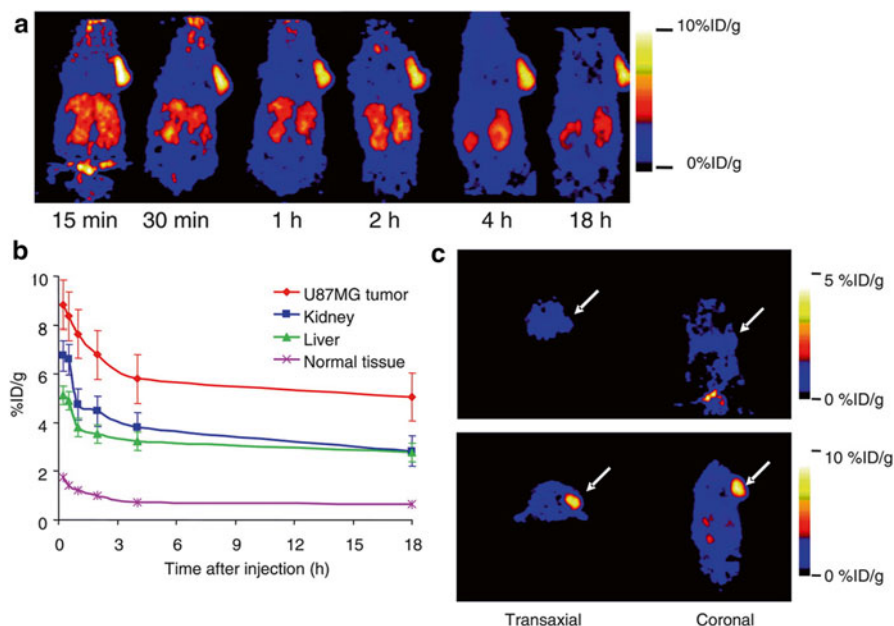 a
10%ID/g
0%ID/g
15 min 30 min 1 h 2 h 4 h 18 h
b
10
8
6
4
2
0
%ID/g
U87MG tumor
Kidney
Liver
Normal tissue
0 3 6 9 12 15 18
Time after injection (h)
c
5 %ID/g
0 %ID/g
10 %ID/g
0 %ID/g
Transaxial Coronal